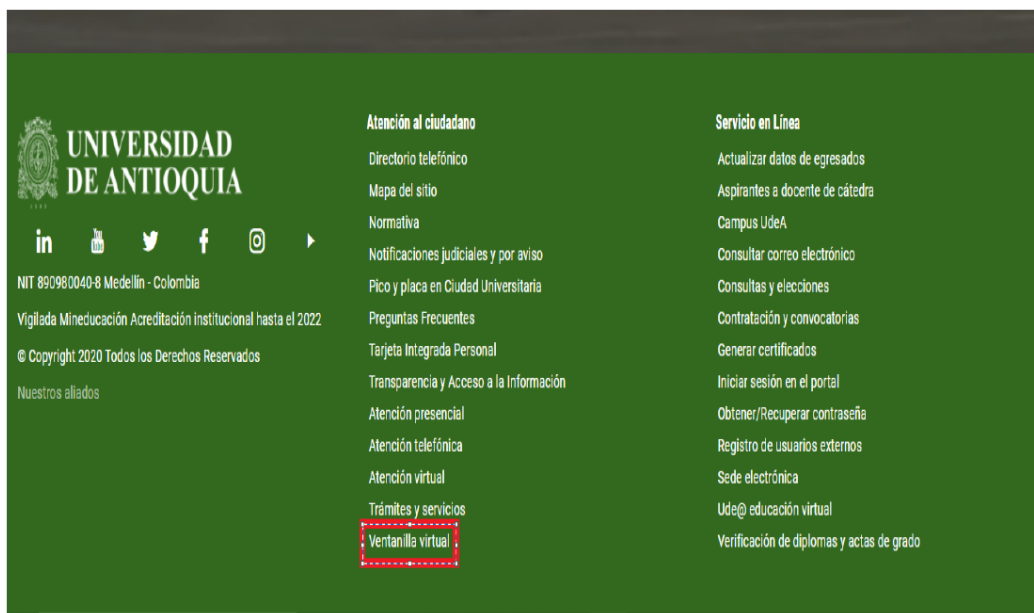 UNIVERSIDAD
DE ANTIOQUIA
in
You
Tube
f
NIT 890980040-8 Medellín - Colombia
Vigilada Mineducación Acreditación institucional hasta el 2022
© Copyright 2020 Todos los Derechos Reservados
Nuestros aliados
Atención al ciudadano
Directorio telefónico
Mapa del sitio
Normativa
Notificaciones judiciales y por aviso
Pico y placa en Ciudad Universitaria
Preguntas Frecuentes
Tarjeta Integrada Personal
Transparencia y Acceso a la Información
Atención presencial
Atención telefónica
Atención virtual
Trámites y servicios
Ventanilla virtual
Servicio en Línea
Actualizar datos de egresados
Aspirantes a docente de cátedra
Campus UdeA
Consultar correo electrónico
Consultas y elecciones
Contratación y convocatorias
Generar certificados
Iniciar sesión en el portal
Obtener/Recuperar contraseña
Registro de usuarios externos
Sede electrónica
Ude@ educación virtual
Verificación de diplomas y actas de grado